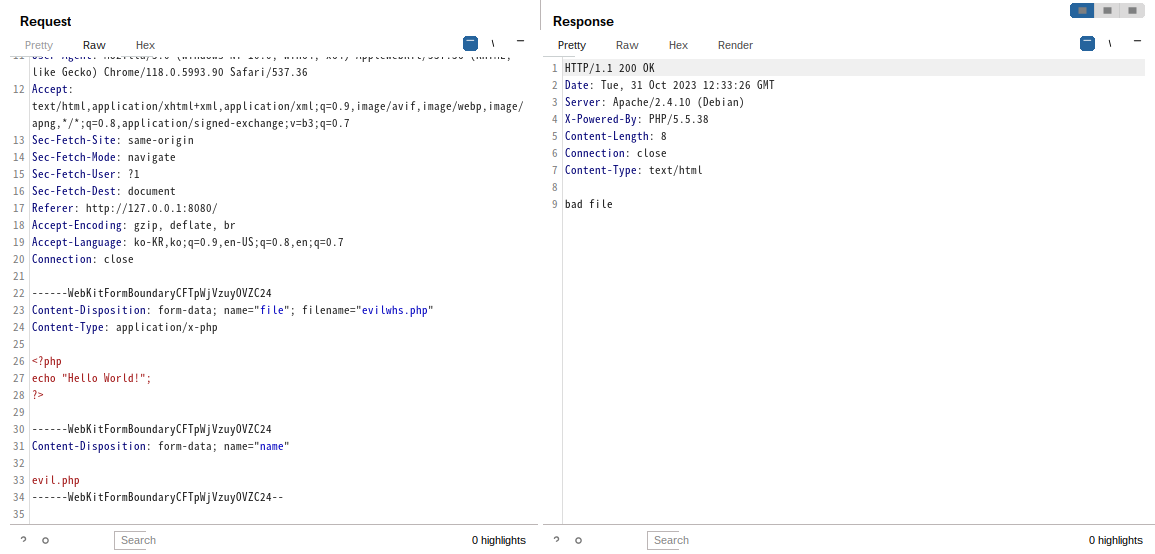 Request
Pretty Raw Hex
like Gecko) Chrome/118.0.5993.90 Safari/537.36
12 Accept:
text/html,application/xhtml+xml,application/xml;q=0.9,image/avif,image/webp,image/
apng,*/*;q=0.8,application/signed-exchange;v=b3;q=0.7
13 Sec-Fetch-Site: same-origin
14 Sec-Fetch-Mode: navigate
15 Sec-Fetch-User: ?1
16 Sec-Fetch-Dest: document
17 Referer: http://127.0.0.1:8080/
18 Accept-Encoding: gzip, deflate, br
19 Accept-Language: ko-KR,ko;q=0.9,en-US;q=0.8,en;q=0.7
20 Connection: close
21
22 ------WebKitFormBoundaryCFTpWjVzuyOVZC24
23 Content-Disposition: form-data; name="file"; filename="evilwhs.php"
24 Content-Type: application/x-php
25
26 <?php
27 echo "Hello World!";
28 ?>
29
30 ------WebKitFormBoundaryCFTpWjVzuyOVZC24
31 Content-Disposition: form-data; name="name"
32
33 evil.php
34 ------WebKitFormBoundaryCFTpWjVzuyOVZC24--
35
Search
0 highlights
Response
Pretty Raw Hex Render
1 HTTP/1.1 200 OK
2 Date: Tue, 31 Oct 2023 12:33:26 GMT
3 Server: Apache/2.4.10 (Debian)
4 X-Powered-By: PHP/5.5.38
5 Content-Length: 8
6 Connection: close
7 Content-Type: text/html
8
9 bad file
Search
0 highlights